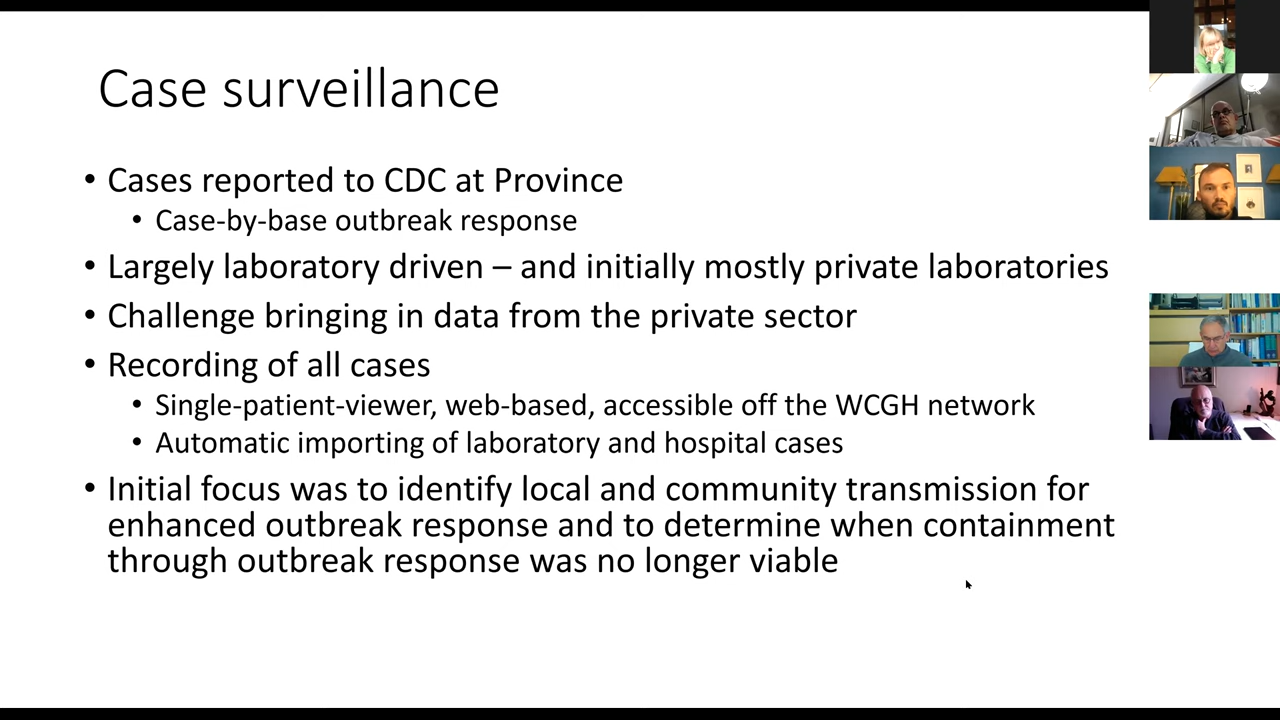 Case surveillance
• Cases reported to CDC at Province
• Case-by-base outbreak response
• Largely laboratory driven – and initially mostly private laboratories
• Challenge bringing in data from the private sector
• Recording of all cases
• Single-patient-viewer, web-based, accessible off the WCGH network
• Automatic importing of laboratory and hospital cases
• Initial focus was to identify local and community transmission for
enhanced outbreak response and to determine when containment
through outbreak response was no longer viable